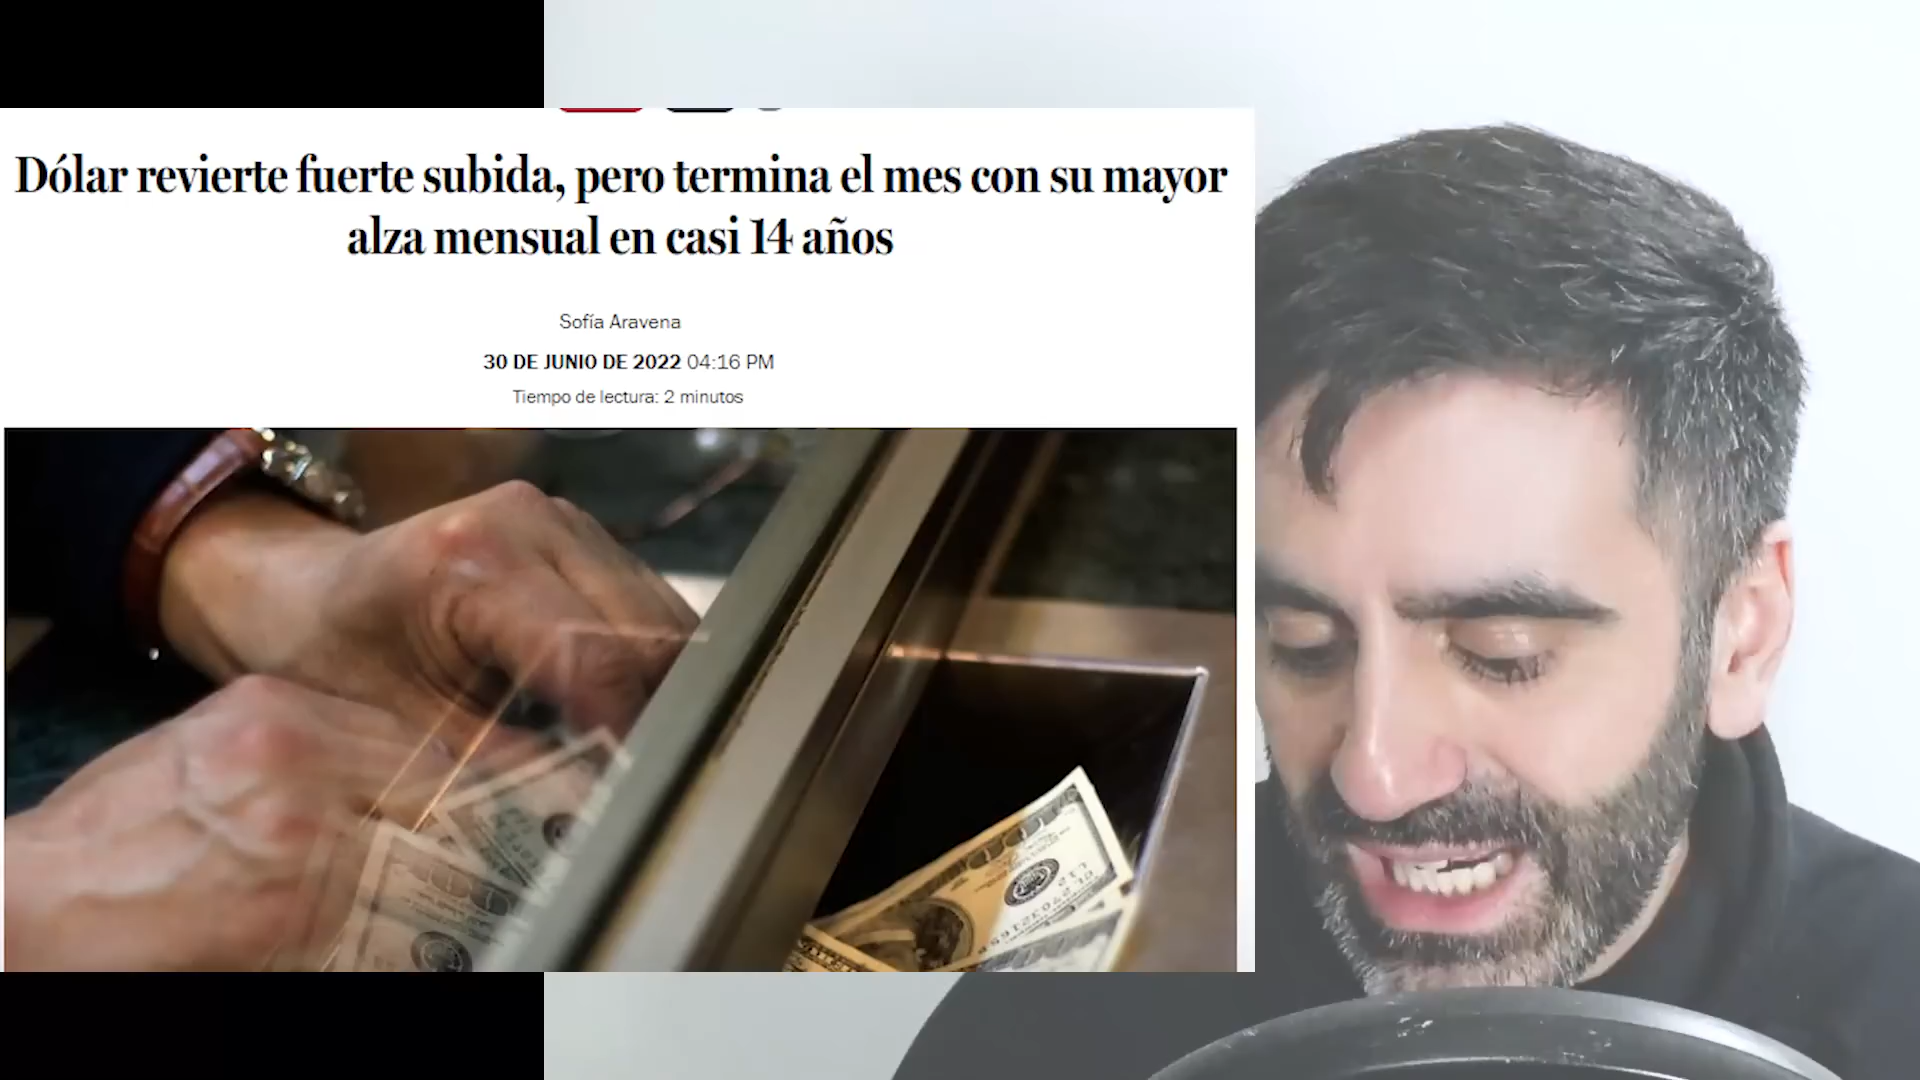 Dólar revierte fuerte subida, pero termina el mes con su mayor
alza mensual en casi 14 años
Sofía Aravena
30 DE JUNIO DE 2022 04:16 PM
Tiempo de lectura: 2 minutos